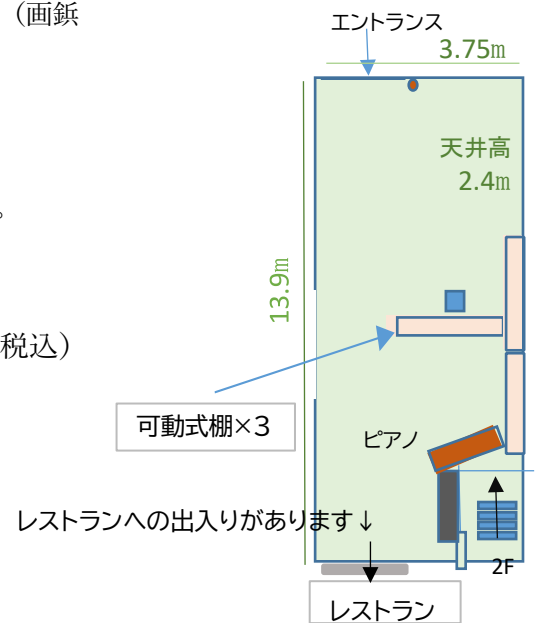 (画鋲
エントランス
3.75m
天井高
2.4m
。
13.9m
税込)
可動式棚×3
ピアノ
レストランへの出入りがあります↓
2F
レストラン